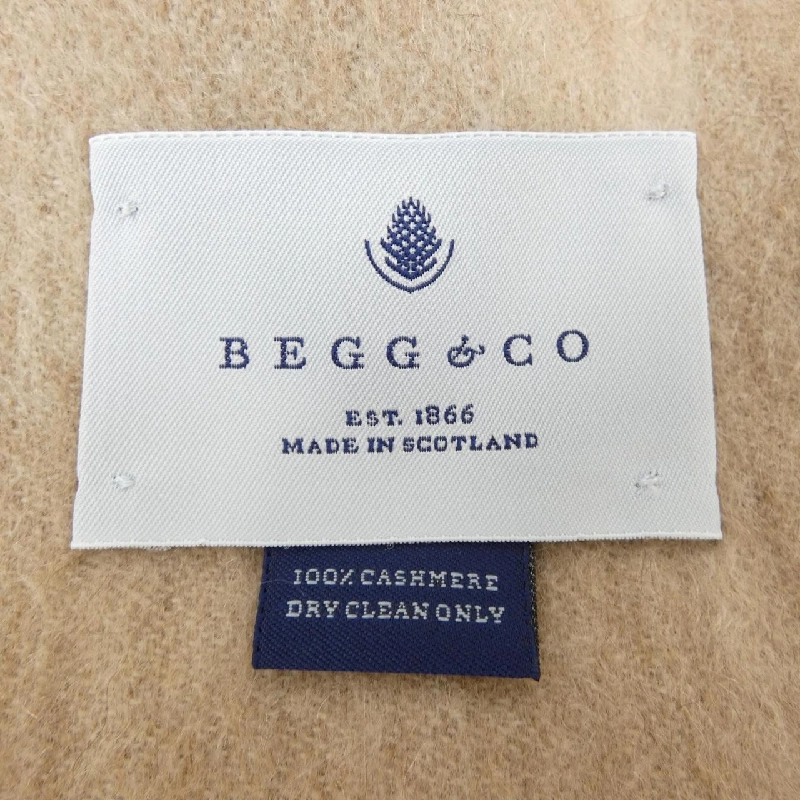 BEGG & CO
EST. 1866
MADE IN SCOTLAND
100% CASHMERE
DRY CLEAN ONLY